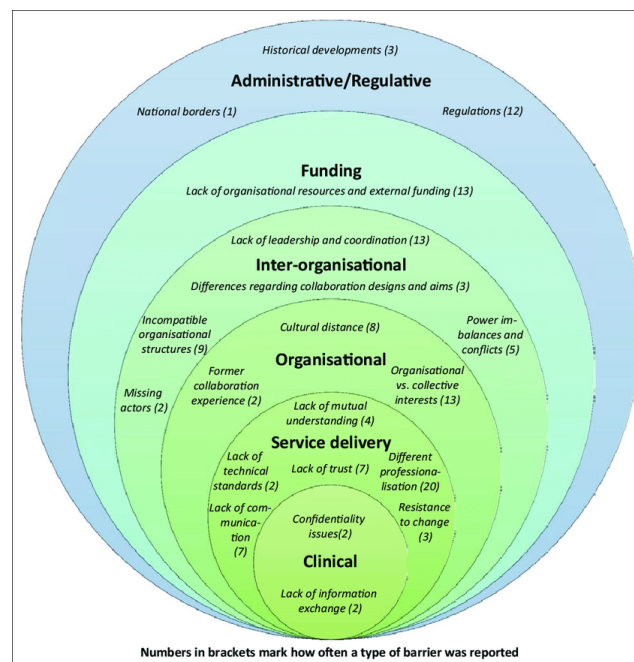 Historical developments (3)
Administrative/Regulative
National borders (1)
Regulations (12)
Funding
Lack of organisational resources and external funding (13)
Lack of leadership and coordination (13)
Inter-organisational
Differences regarding collaboration designs and aims (3)
Incompatible
organisational
structures (9)
Cultural distance (8)
Power im-
balances and
conflicts (5)
Organisational
Missing
actors (2)
Former
collaboration
experience (2)
Organisational
vs. collective
interests (13)
Lack of mutual
understanding (4)
Service delivery
Lack of
technical
standards (2)
Lack of trust (7)
Different
professiona-
lisation (20)
Lack of com-
munica-
tion
(7)
Confidentiality
issues(2)
Resistance
to change
(3)
Clinical
Lack of information
exchange (2)
Numbers in brackets mark how often a type of barrier was reported